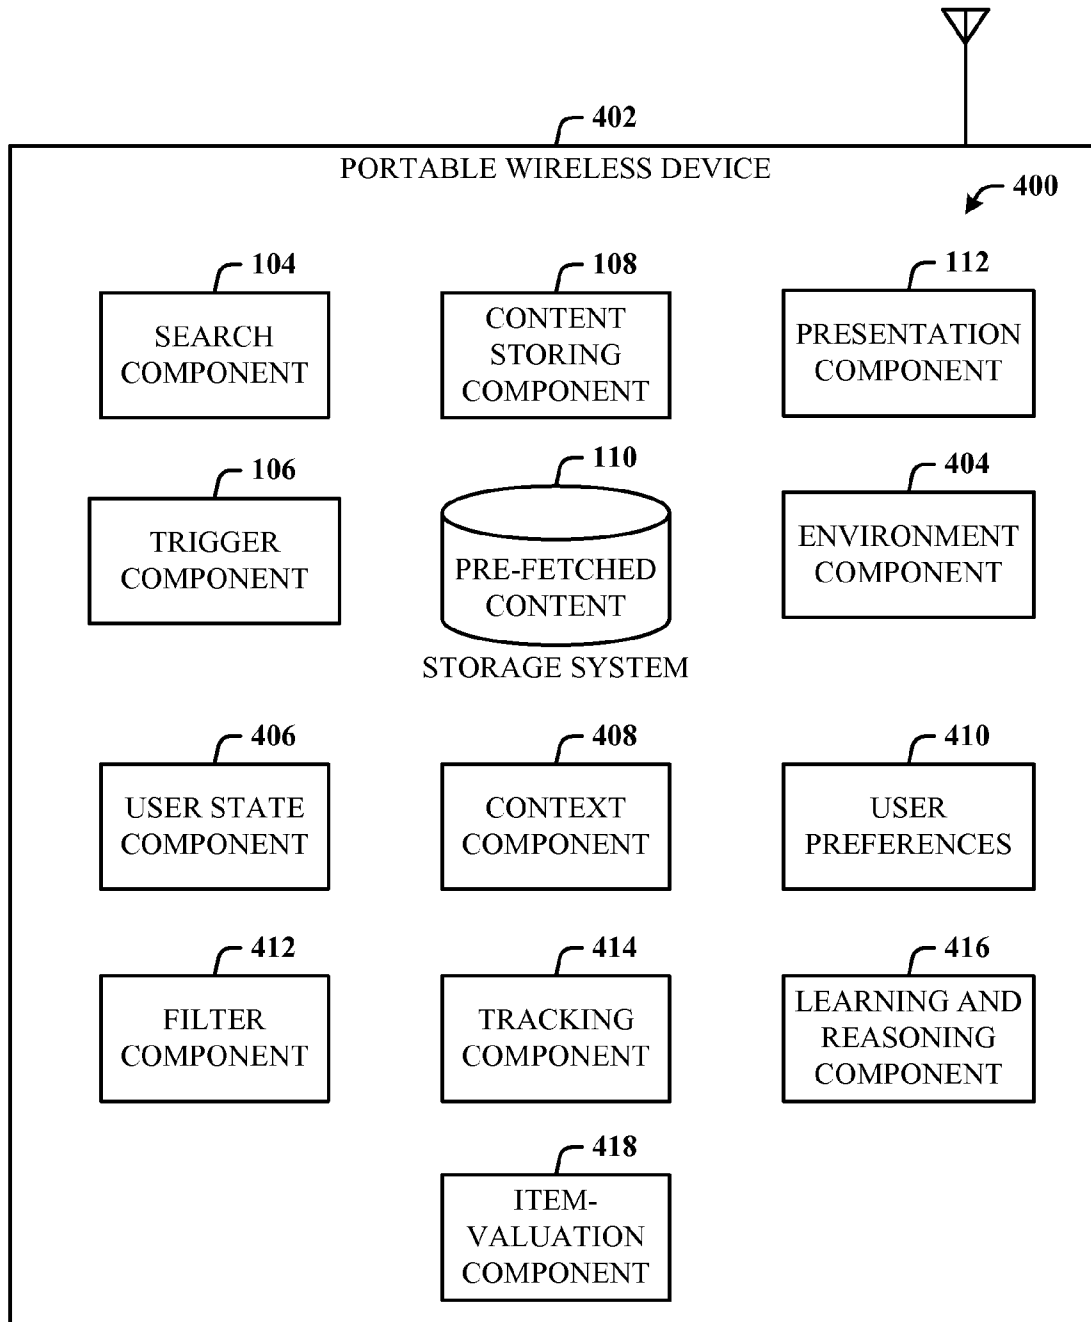 402
PORTABLE WIRELESS DEVICE
400
104
SEARCH
COMPONENT
108
CONTENT
STORING
COMPONENT
112
PRESENTATION
COMPONENT
106
TRIGGER
COMPONENT
110
PRE-FETCHED
CONTENT
STORAGE SYSTEM
404
ENVIRONMENT
COMPONENT
406
USER STATE
COMPONENT
408
CONTEXT
COMPONENT
410
USER
PREFERENCES
412
FILTER
COMPONENT
414
TRACKING
COMPONENT
416
LEARNING AND
REASONING
COMPONENT
418
ITEM-
VALUATION
COMPONENT